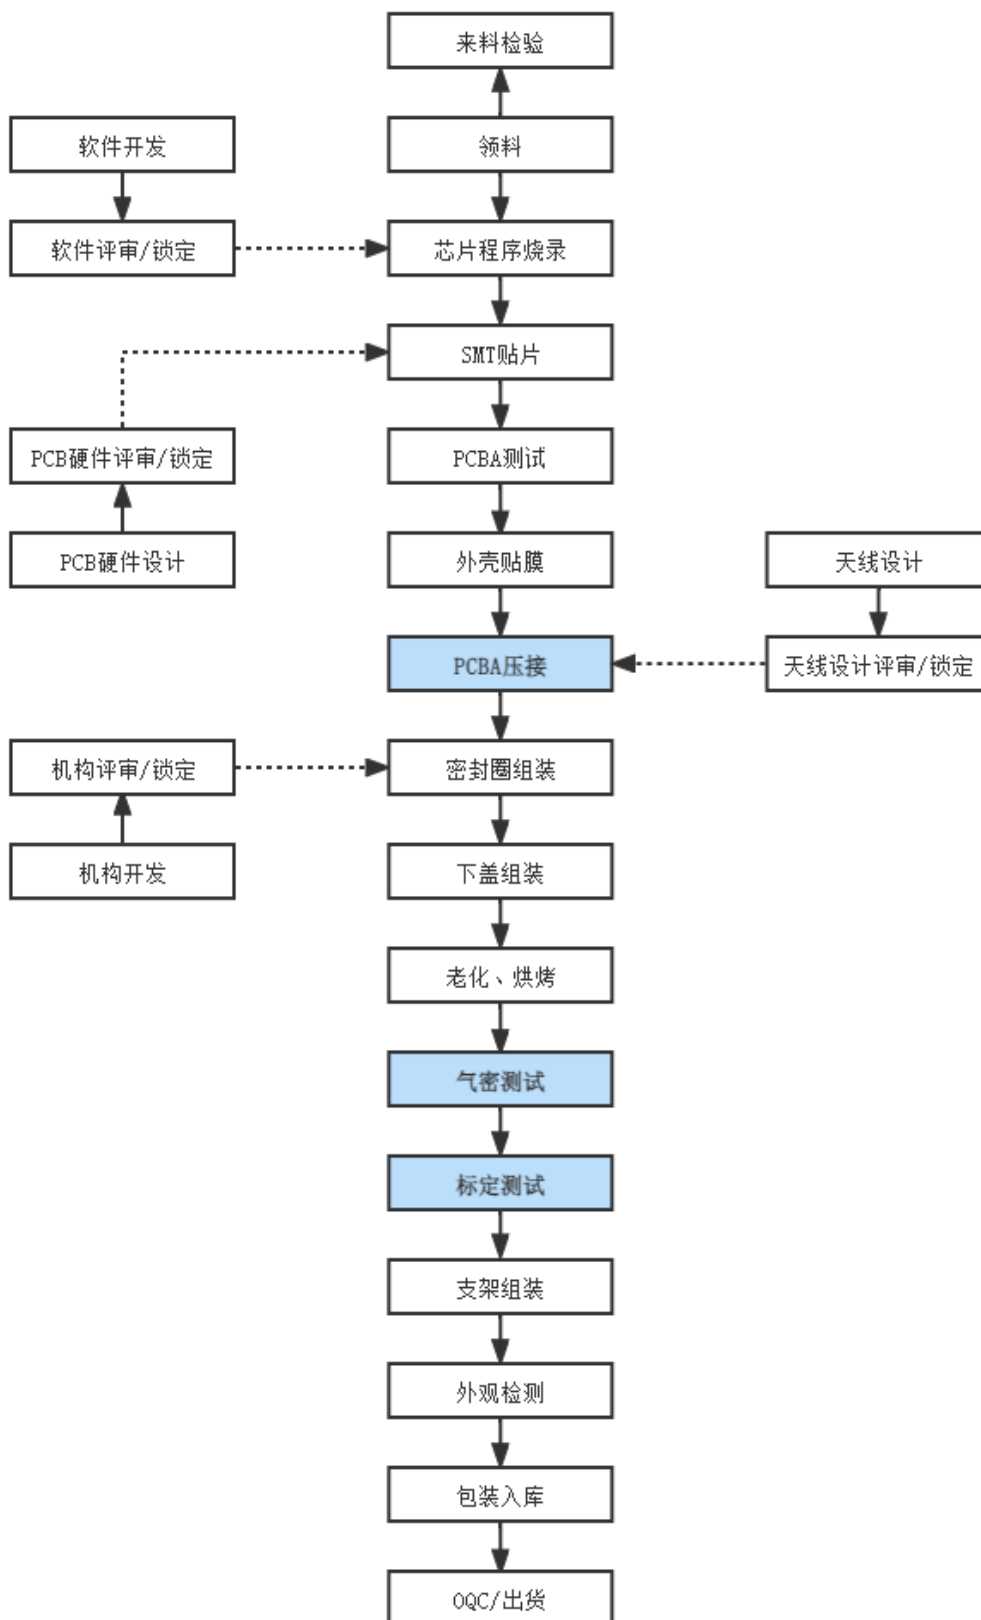 来料检验
软件开发
领料
软件评审/锁定
芯片程序烧录
SMT贴片
PCB硬件评审/锁定
PCBA测试
PCB硬件设计
外壳贴膜
天线设计
PCBA压接
天线设计评审/锁定
机构评审/锁定
密封圈组装
机构开发
下盖组装
老化、烘烤
气密测试
标定测试
支架组装
外观检测
包装入库
OQC/出货